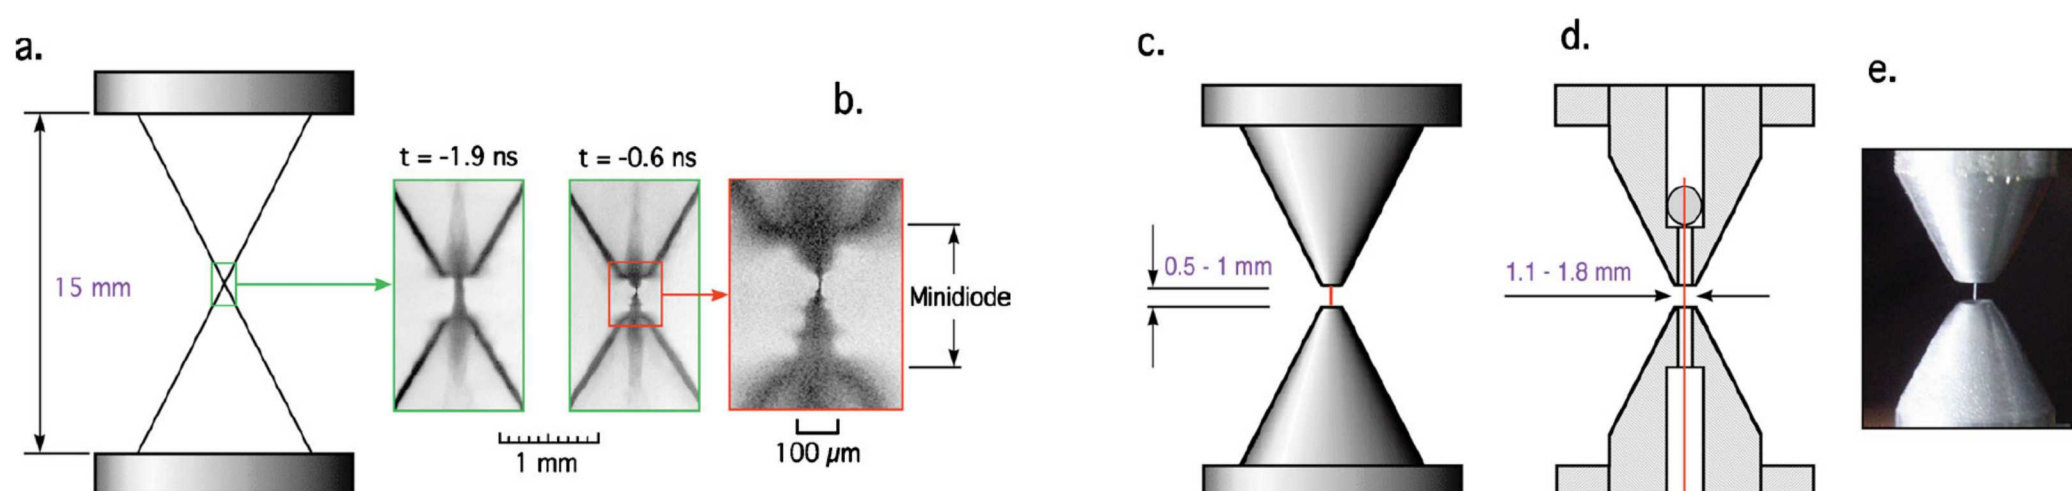 a.
15 mm
t = -1.9 ns
t = -0.6 ns
1 mm
b.
Minidiode
100 μm
c.
0.5 - 1 mm
d.
1.1 - 1.8 mm
e.